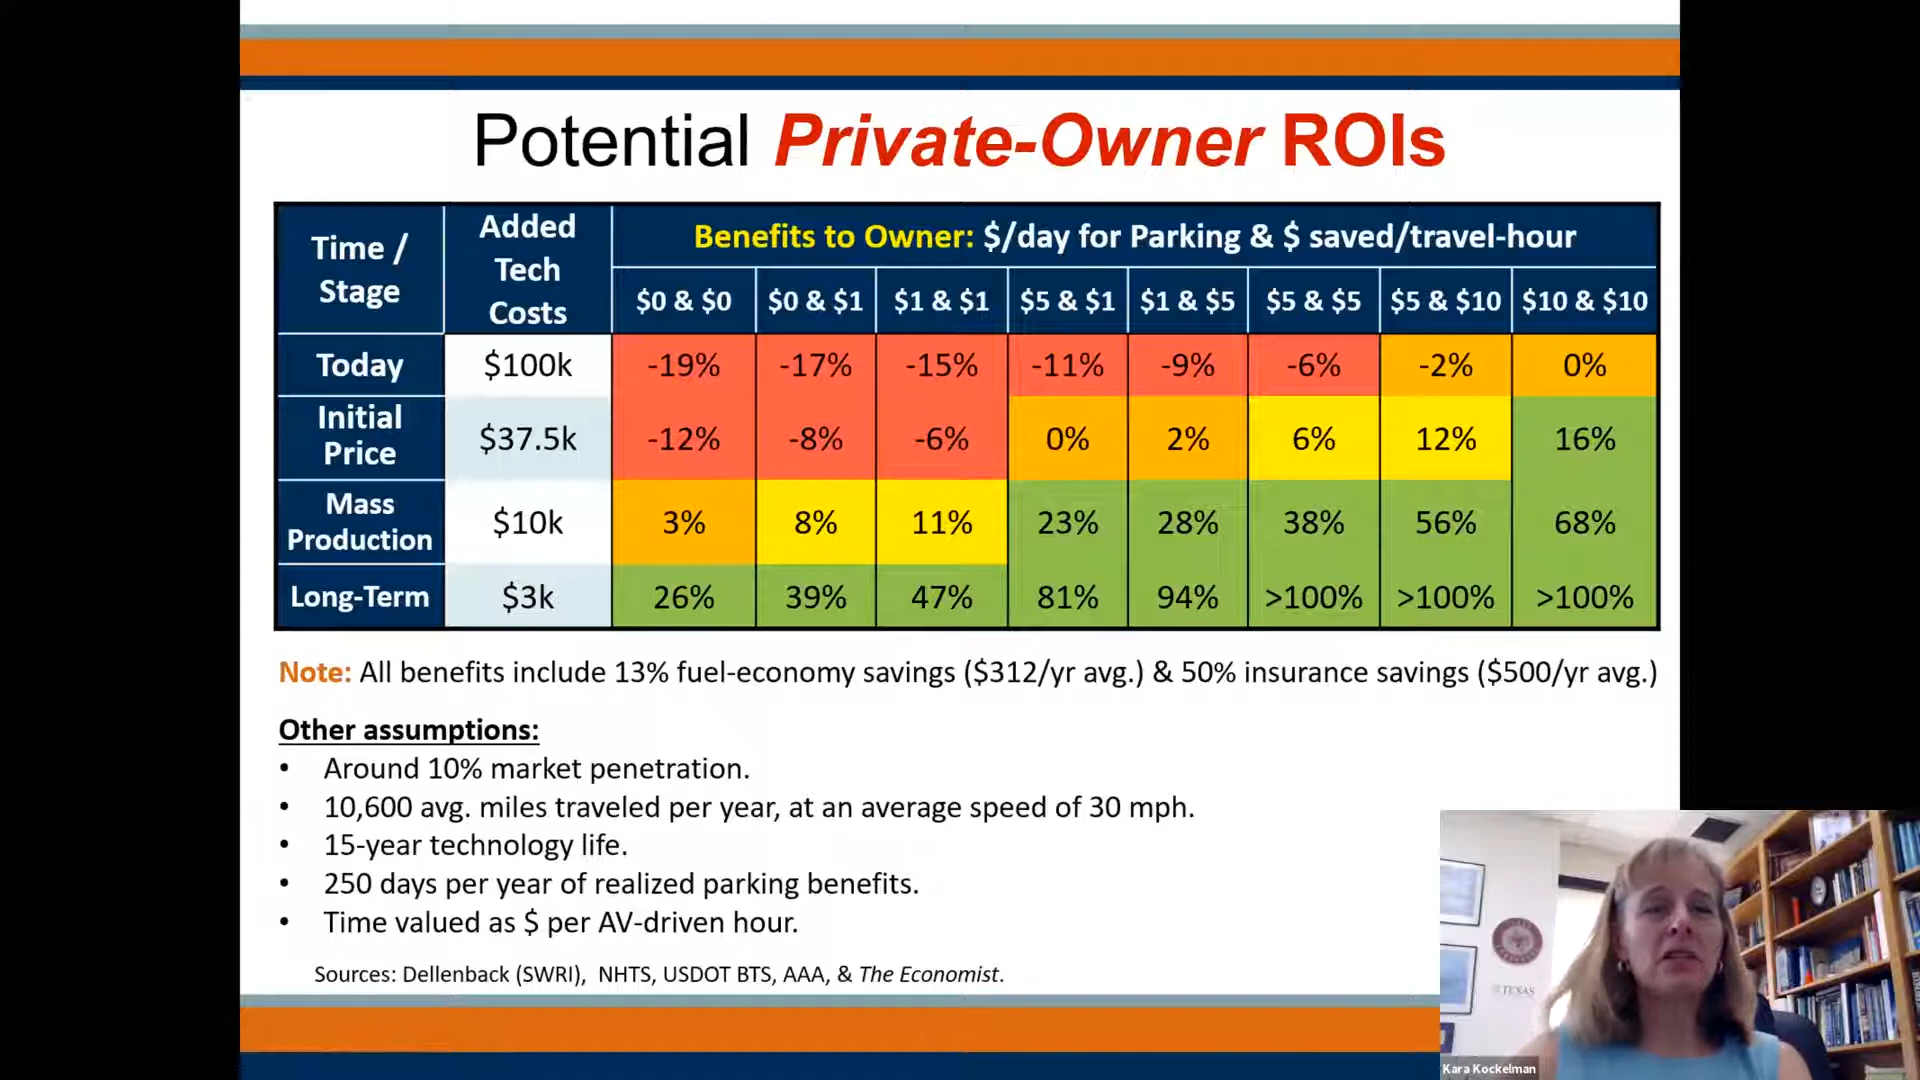 Potential Private-Owner ROIs
Time / Stage
Added Tech Costs
Benefits to Owner: $/day for Parking & $ saved/travel-hour
$0 & $0 $0 & $1 $1 & $1 $5 & $1 $1 & $5 $5 & $5 $5 & $10 $10 & $10
Today $100k -19% -17% -15% -11% -9% -6% -2% 0%
Initial Price $37.5k -12% -8% -6% 0% 2% 6% 12% 16%
Mass Production $10k 3% 8% 11% 23% 28% 38% 56% 68%
Long-Term $3k 26% 39% 47% 81% 94% >100% >100% >100%
Note: All benefits include 13% fuel-economy savings ($312/yr avg.) & 50% insurance savings ($500/yr avg.)
Other assumptions:
• Around 10% market penetration.
• 10,600 avg. miles traveled per year, at an average speed of 30 mph.
• 15-year technology life.
• 250 days per year of realized parking benefits.
• Time valued as $ per AV-driven hour.
Sources: Dellenback (SWRI), NHTS, USDOT BTS, AAA, & The Economist.
TEXAS
Kara Kockelman